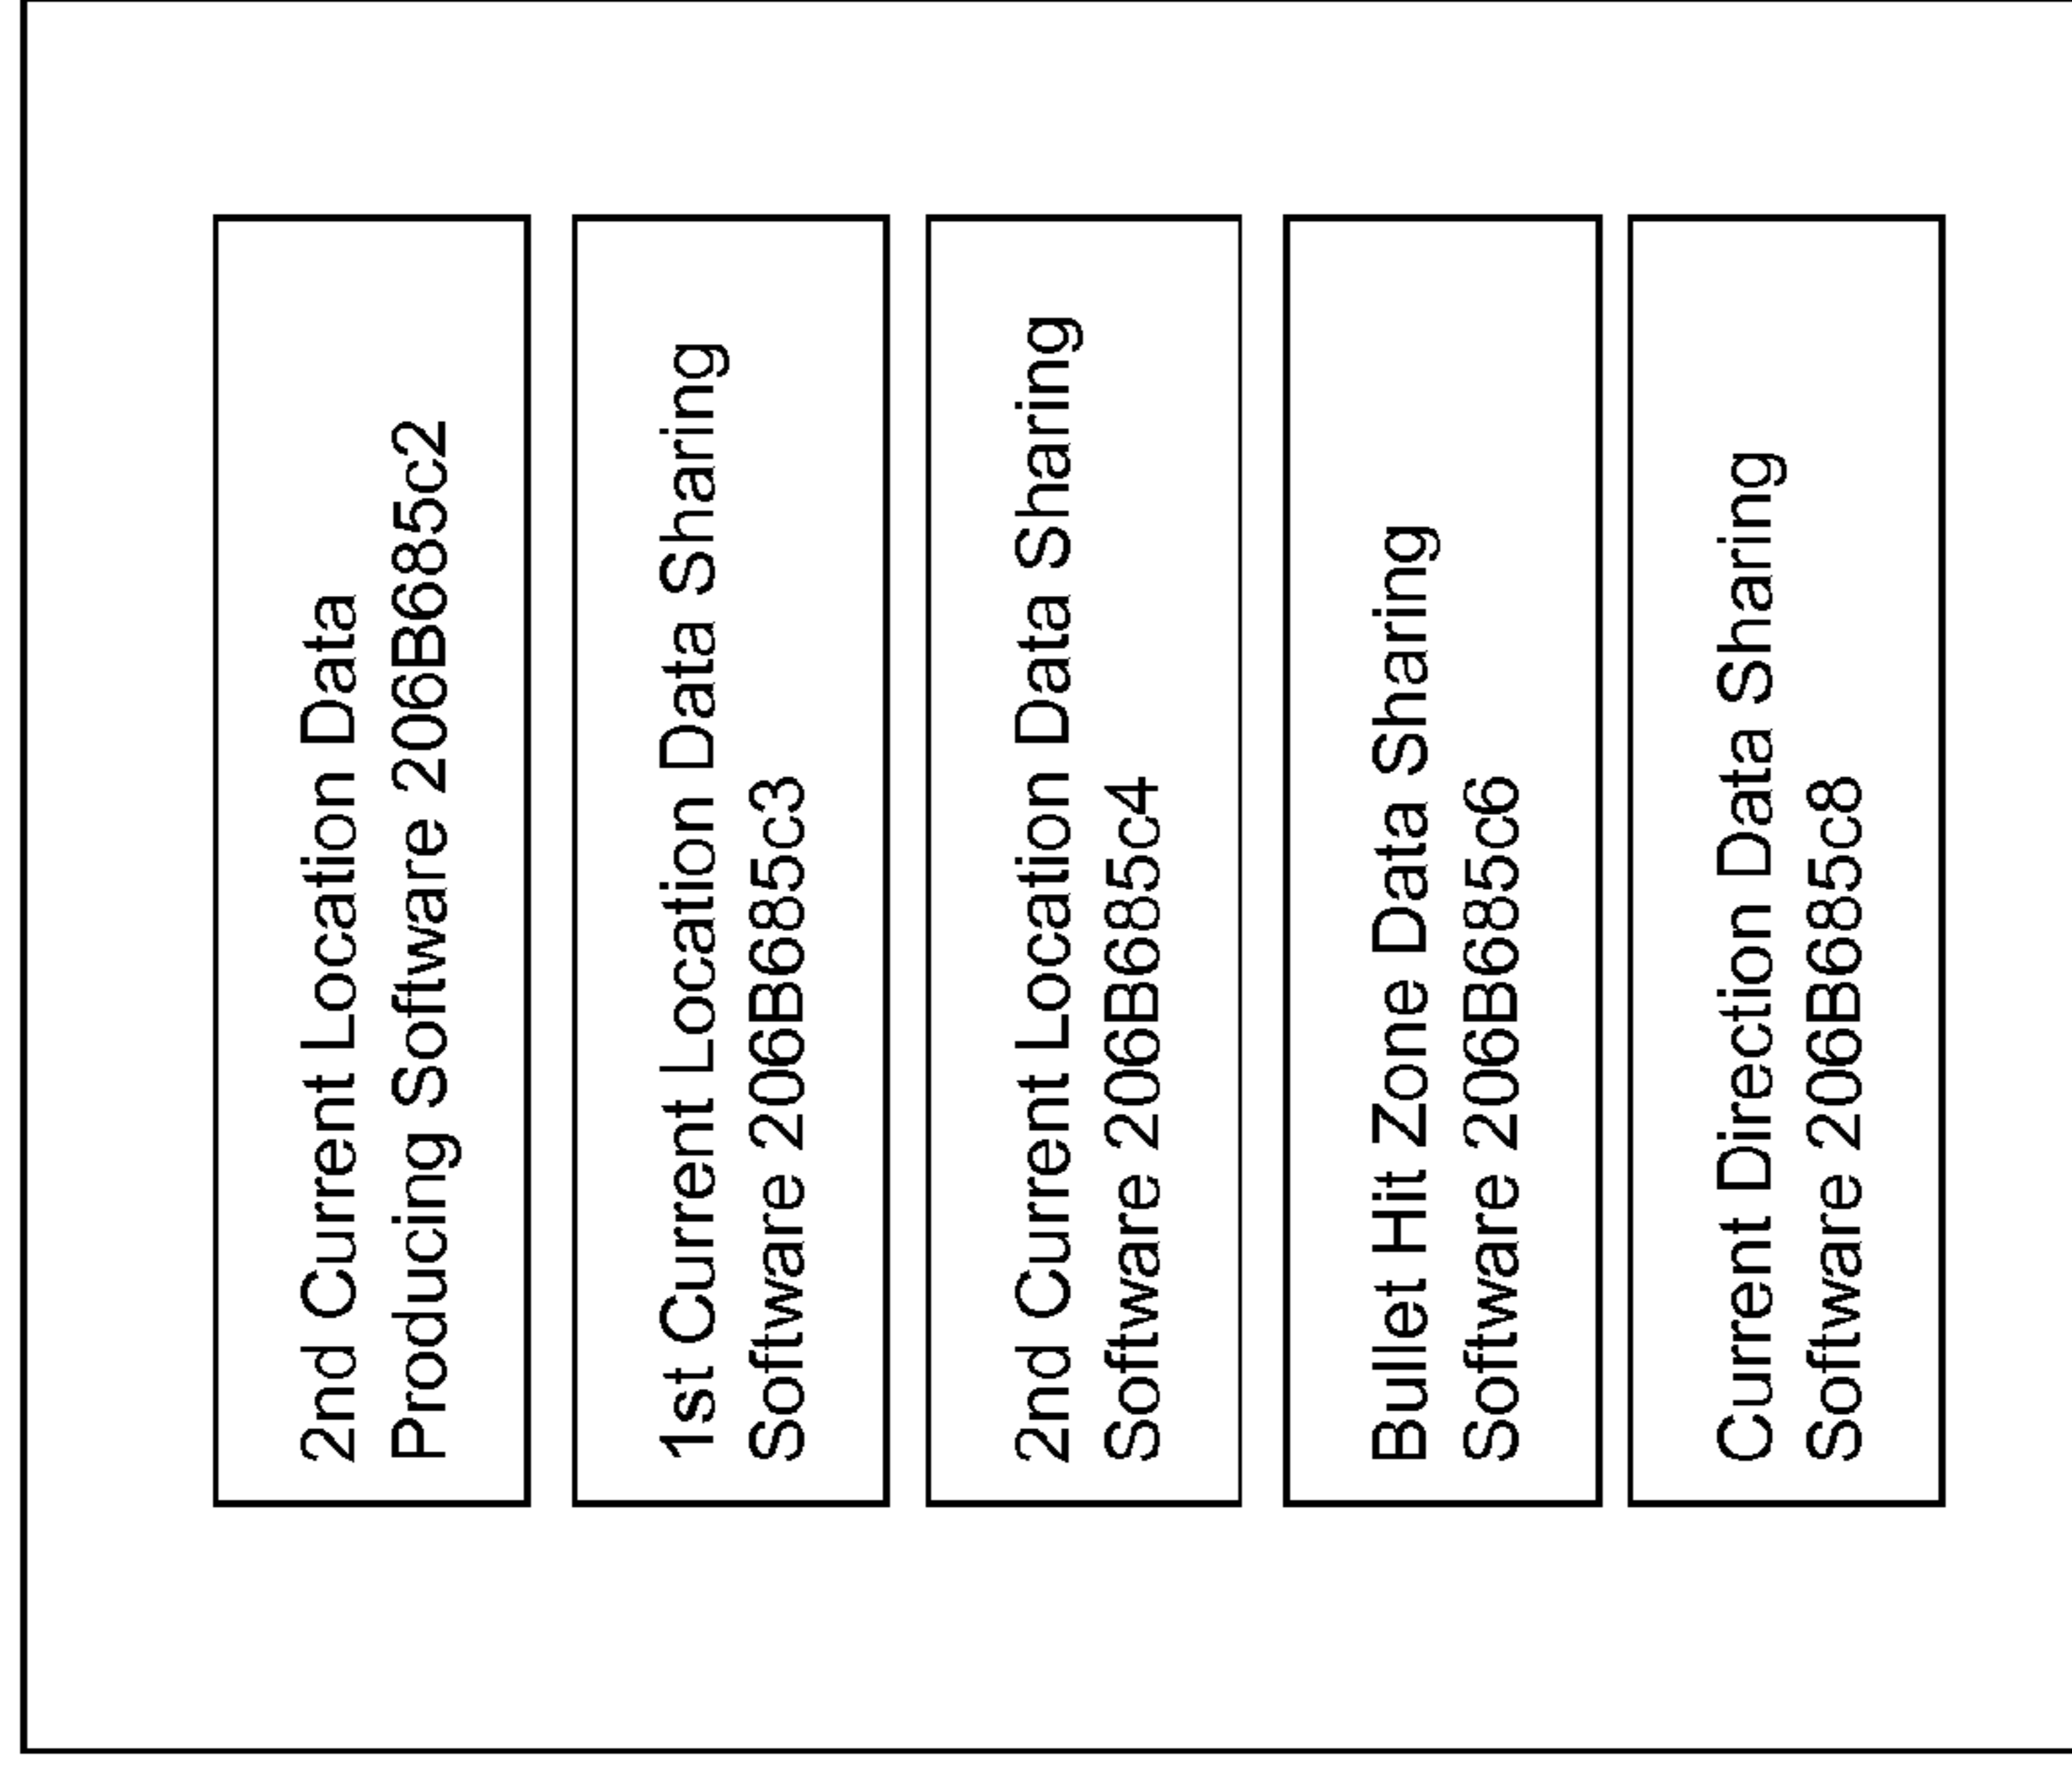 2nd Current Location Data
Producing Software 206B685c2
1st Current Location Data Sharing
Software 206B685c3
2nd Current Location Data Sharing
Software 206B685c4
Bullet Hit Zone Data Sharing
Software 206B685c6
Current Direction Data Sharing
Software 206B685c8